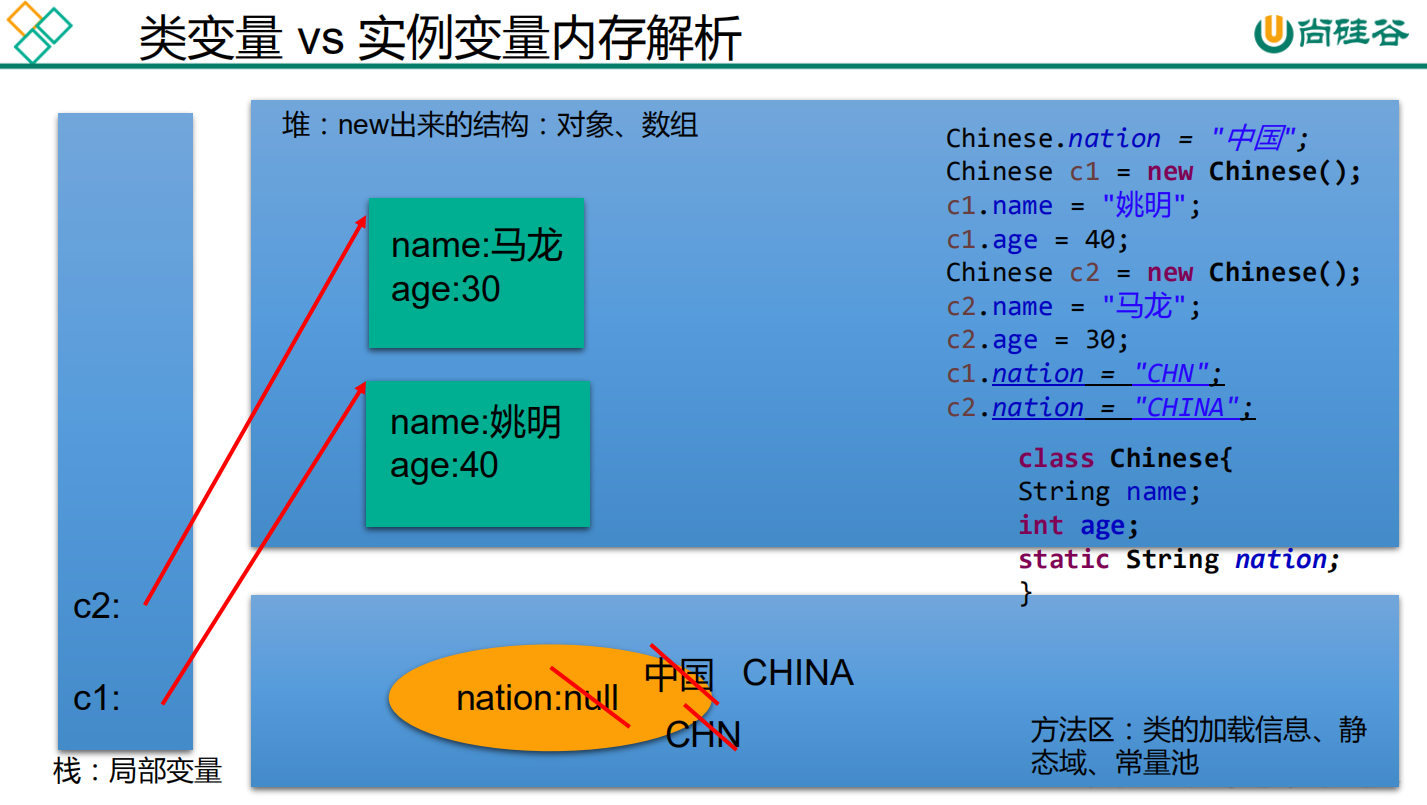 类变量 vs 实例变量内存解析
尚硅谷
堆：new出来的结构：对象、数组
name:马龙
age:30
name:姚明
age:40
Chinese.nation = "中国";
Chinese c1 = new Chinese();
c1.name = "姚明";
c1.age = 40;
Chinese c2 = new Chinese();
c2.name = "马龙";
c2.age = 30;
c1.nation = "CHN";
c2.nation = "CHINA";
class Chinese{
String name;
int age;
static String nation;
}
c2:
c1:
栈：局部变量
nation:null
中国 CHINA
CHN
方法区：类的加载信息、静
态域、常量池